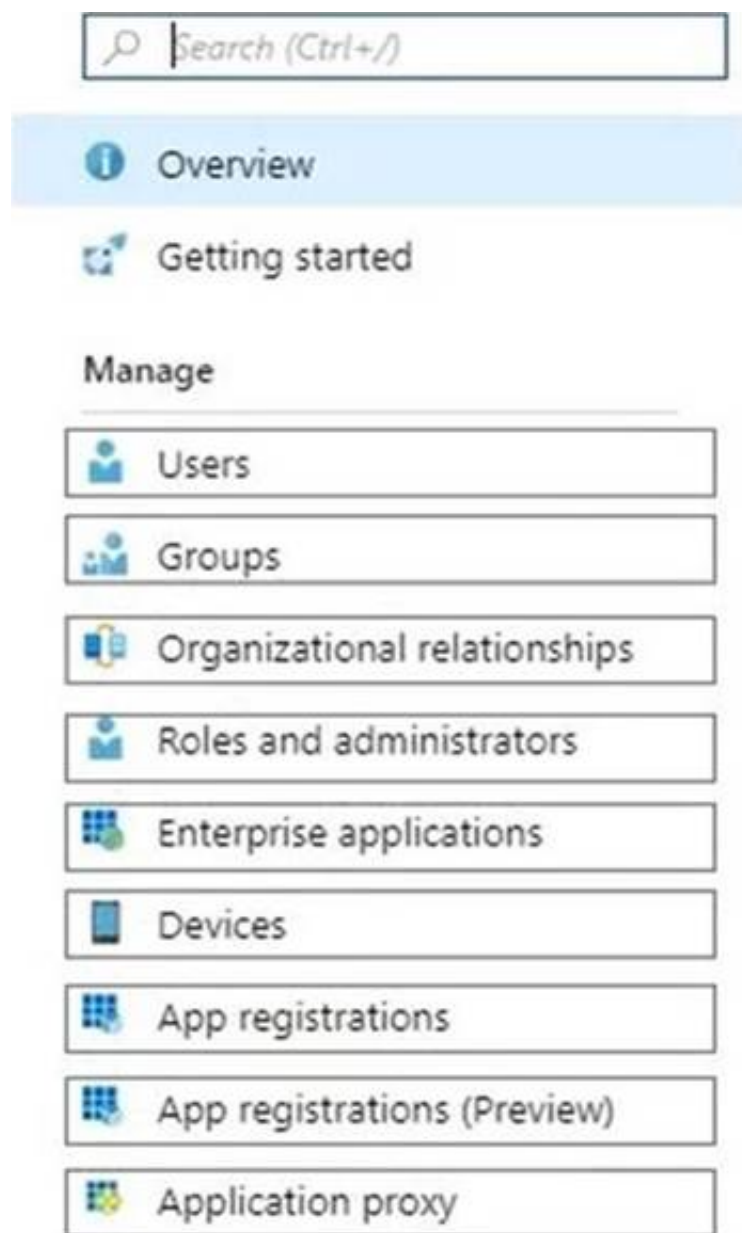 Search (Ctrl+/)
Overview
Getting started
Manage
Users
Groups
Organizational relationships
Roles and administrators
Enterprise applications
Devices
App registrations
App registrations (Preview)
Application proxy